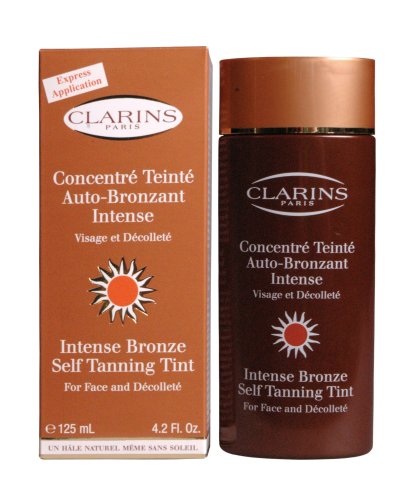 Express
Application
CLARINS
PARIS
Concentré Teinté
Auto-Bronzant
Intense
Visage et Décolleté
Intense Bronze
Self Tanning Tint
For Face and Décolleté
e 125 mL 4.2 Fl. Oz.
UN HÂLE NATUREL MÊME SANS SOLEIL
CLARINS
PARIS
Concentré Teinté
Auto-Bronzant
Intense
Visage et Décolleté
Intense Bronze
Self Tanning Tint
For Face and Décolleté